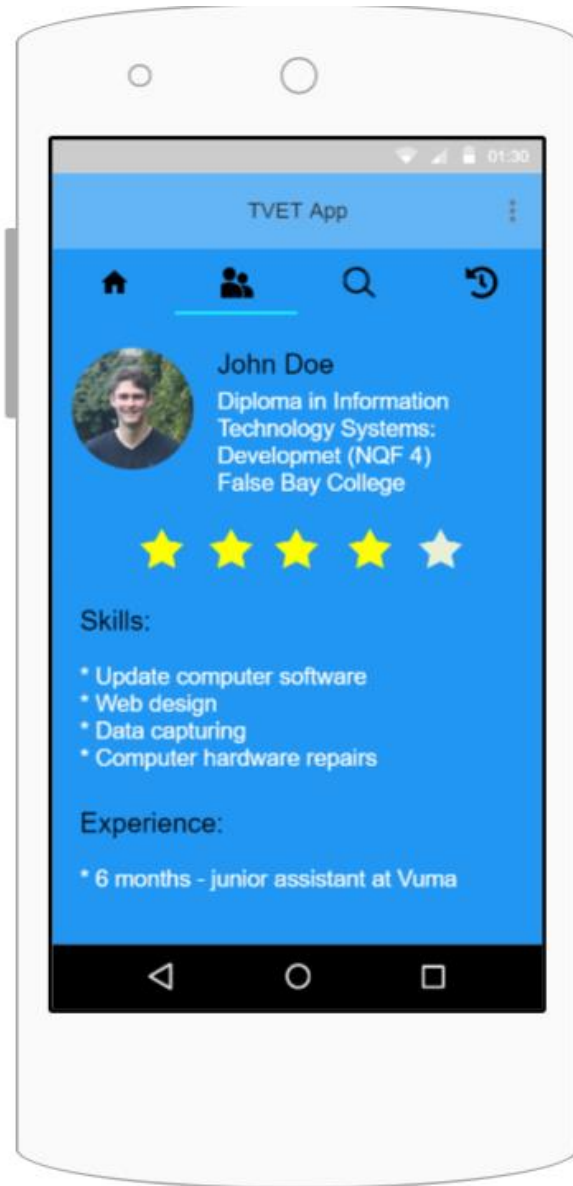 01:30
TVET App
John Doe
Diploma in Information
Technology Systems:
Developmet (NQF 4)
False Bay College
Skills:
* Update computer software
* Web design
* Data capturing
* Computer hardware repairs
Experience:
* 6 months - junior assistant at Vuma